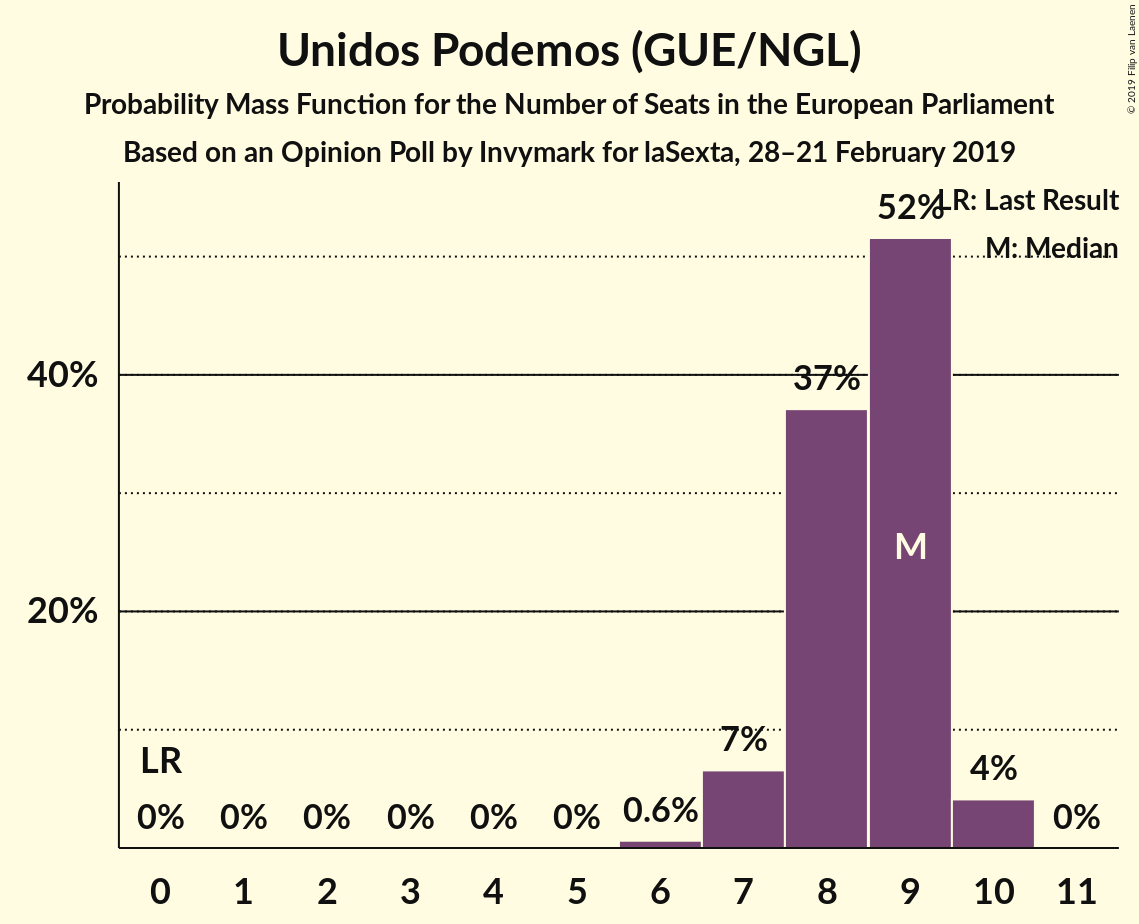 Unidos Podemos (GUE/NGL)
Probability Mass Function for the Number of Seats in the European Parliament
Based on an Opinion Poll by Invymark for laSexta, 28–21 February 2019
© 2019 Filip van Laenen
LR: Last Result
M: Median
52%
40%
37%
M
20%
7%
LR
4%
0%
0%
0%
0%
0%
0%
0.6%
0%
0 1 2 3 4 5 6 7 8 9 10 11